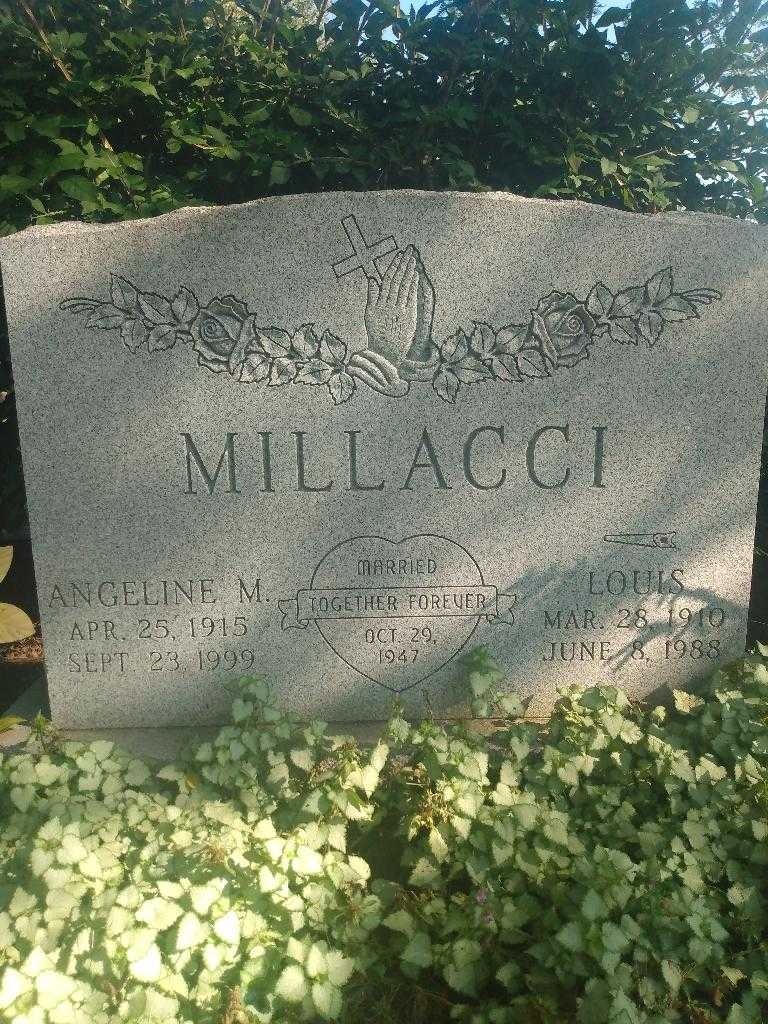 MILLACCI
ANGELINE M.
APR. 25, 1915
SEPT. 23, 1999
MARRIED
TOGETHER FOREVER
OCT. 29,
1947
LOUIS
MAR. 28, 1910
JUNE 8, 1988